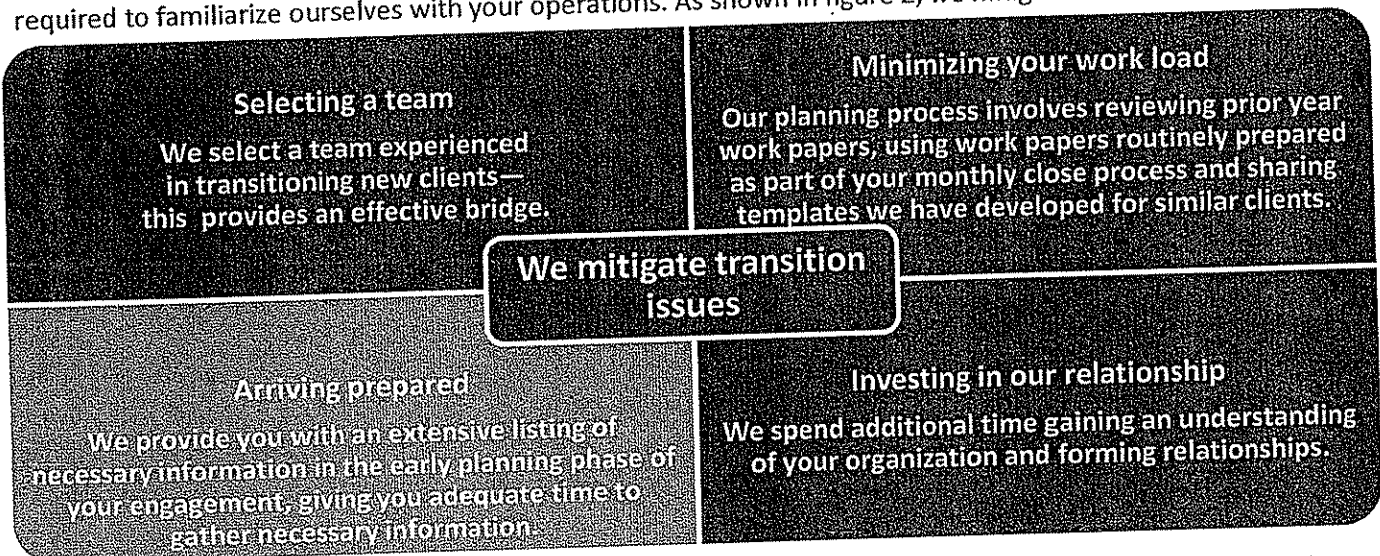 required to familiarize ourselves with your operations. As shown in figure 2, we mitig
Selecting a team
We select a team experienced
in transitioning new clients—
this provides an effective bridge.
Minimizing your work load
Our planning process involves reviewing prior year
work papers, using work papers routinely prepared
as part of your monthly close process and sharing
templates we have developed for similar clients.
We mitigate transition
issues
Arriving prepared
We provide you with an extensive listing of
necessary information in the early planning phase of
your engagement, giving you adequate time to
gather necessary information.
Investing in our relationship
We spend additional time gaining an understanding
of your organization and forming relationships.